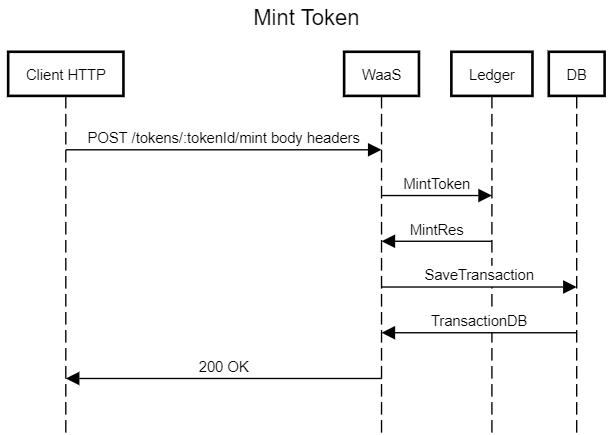 Mint Token
Client HTTP
WaaS
Ledger
DB
POST /tokens/:tokenId/mint body headers
MintToken
MintRes
SaveTransaction
TransactionDB
200 OK